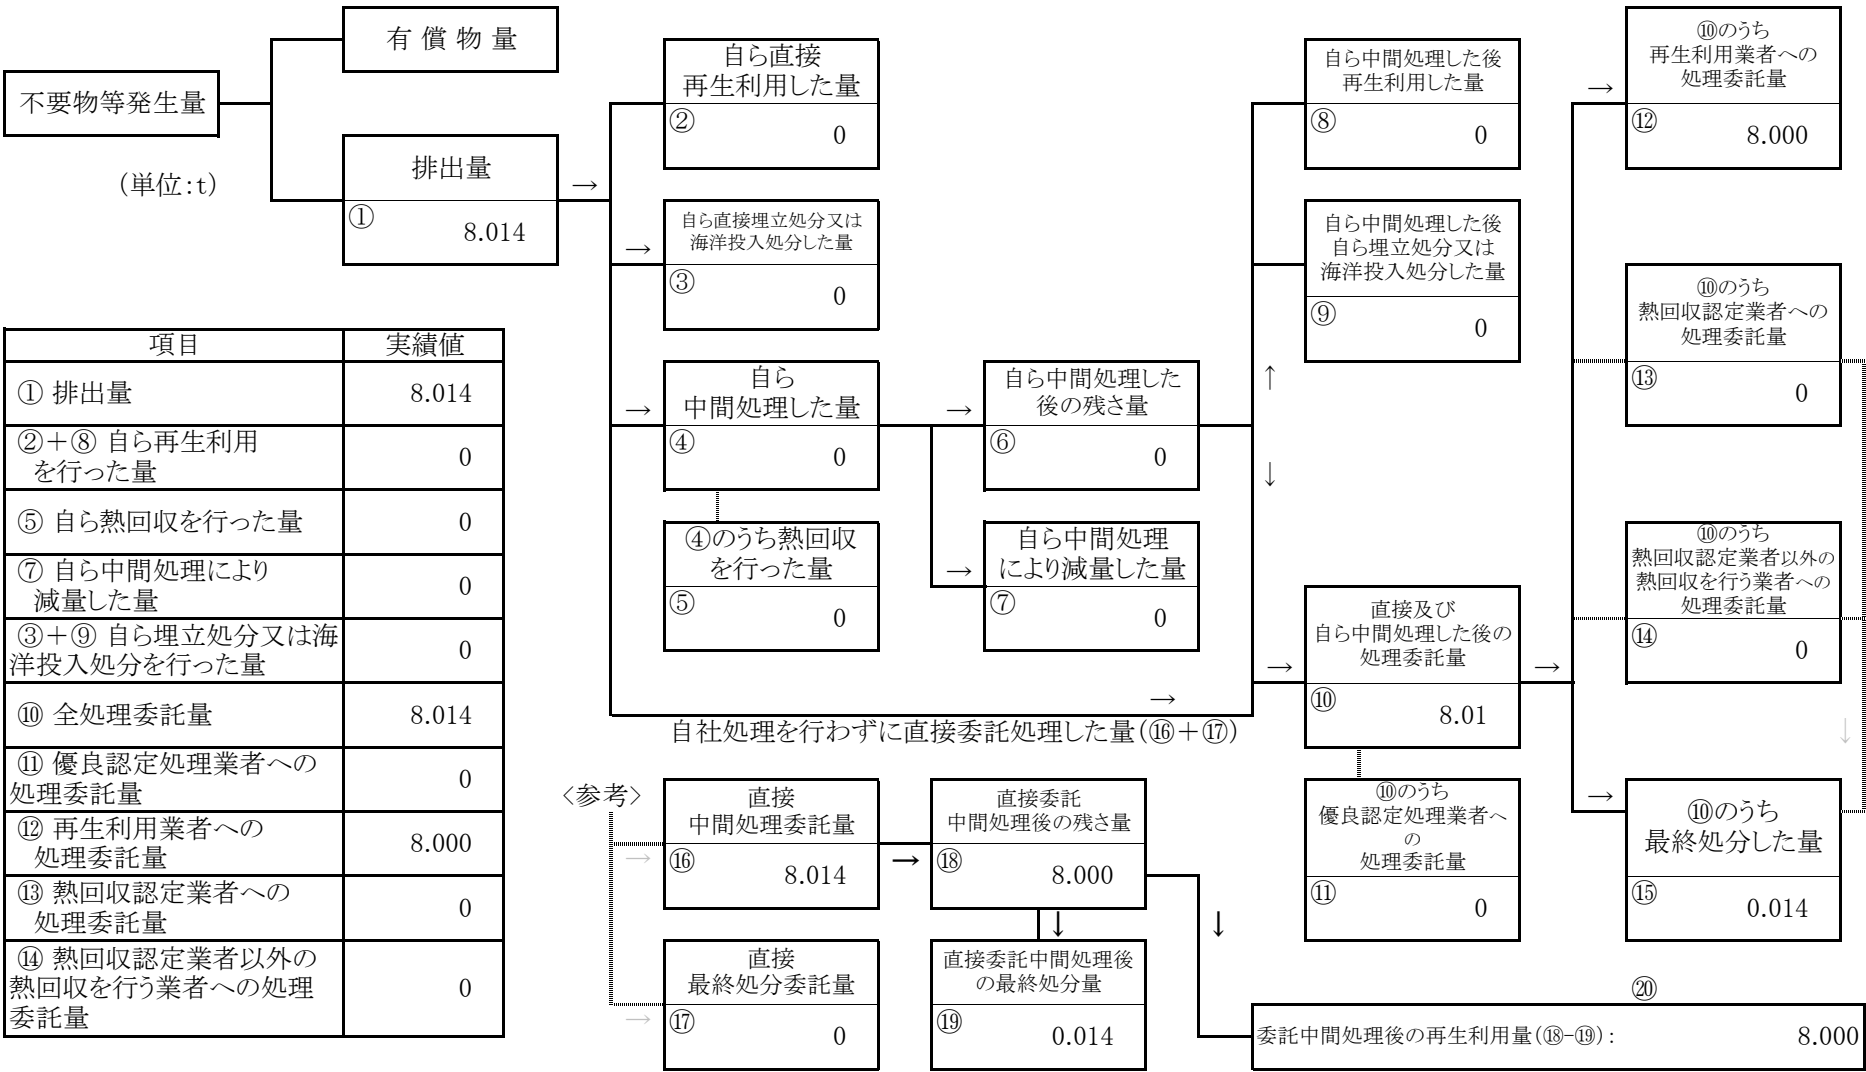 不要物等発生量
有 償 物 量
(単位:t)
排出量
① 8.014
→
自ら直接
再生利用した量
② 0
→
自ら直接埋立処分又は
海洋投入処分した量
③ 0
→
自ら
中間処理した量
④ 0
④のうち熱回収
を行った量
⑤ 0
→
自ら中間処理した
後の残さ量
⑥ 0
→
自ら中間処理
により減量した量
⑦ 0
↑
↓
自ら中間処理した後
再生利用した量
⑧ 0
自ら中間処理した後
自ら埋立処分又は
海洋投入処分した量
⑨ 0
→
自社処理を行わずに直接委託処理した量(⑯+⑰)
→
直接及び
自ら中間処理した後の
処理委託量
⑩ 8.01
→
⑩のうち
優良認定処理業者へ
の
処理委託量
⑪ 0
→
⑩のうち
再生利用業者への
処理委託量
⑫ 8.000
⑩のうち
熱回収認定業者への
処理委託量
⑬ 0
⑩のうち
熱回収認定業者以外の
熱回収を行う業者への
処理委託量
⑭ 0
↓
→
⑩のうち
最終処分した量
⑮ 0.014
項目 実績値
① 排出量 8.014
②+⑧ 自ら再生利用
を行った量 0
⑤ 自ら熱回収を行った量 0
⑦ 自ら中間処理により
減量した量 0
③+⑨ 自ら埋立処分又は海
洋投入処分を行った量 0
⑩ 全処理委託量 8.014
⑪ 優良認定処理業者への
処理委託量 0
⑫ 再生利用業者への
処理委託量 8.000
⑬ 熱回収認定業者への
処理委託量 0
⑭ 熱回収認定業者以外の
熱回収を行う業者への処理
委託量 0
<参考>
→
直接
中間処理委託量
⑯ 8.014
→
直接
最終処分委託量
⑰ 0
→
直接委託
中間処理後の残さ量
⑱ 8.000
↓
直接委託中間処理後
の最終処分量
⑲ 0.014
↓
⑳
委託中間処理後の再生利用量(⑱-⑲): 8.000